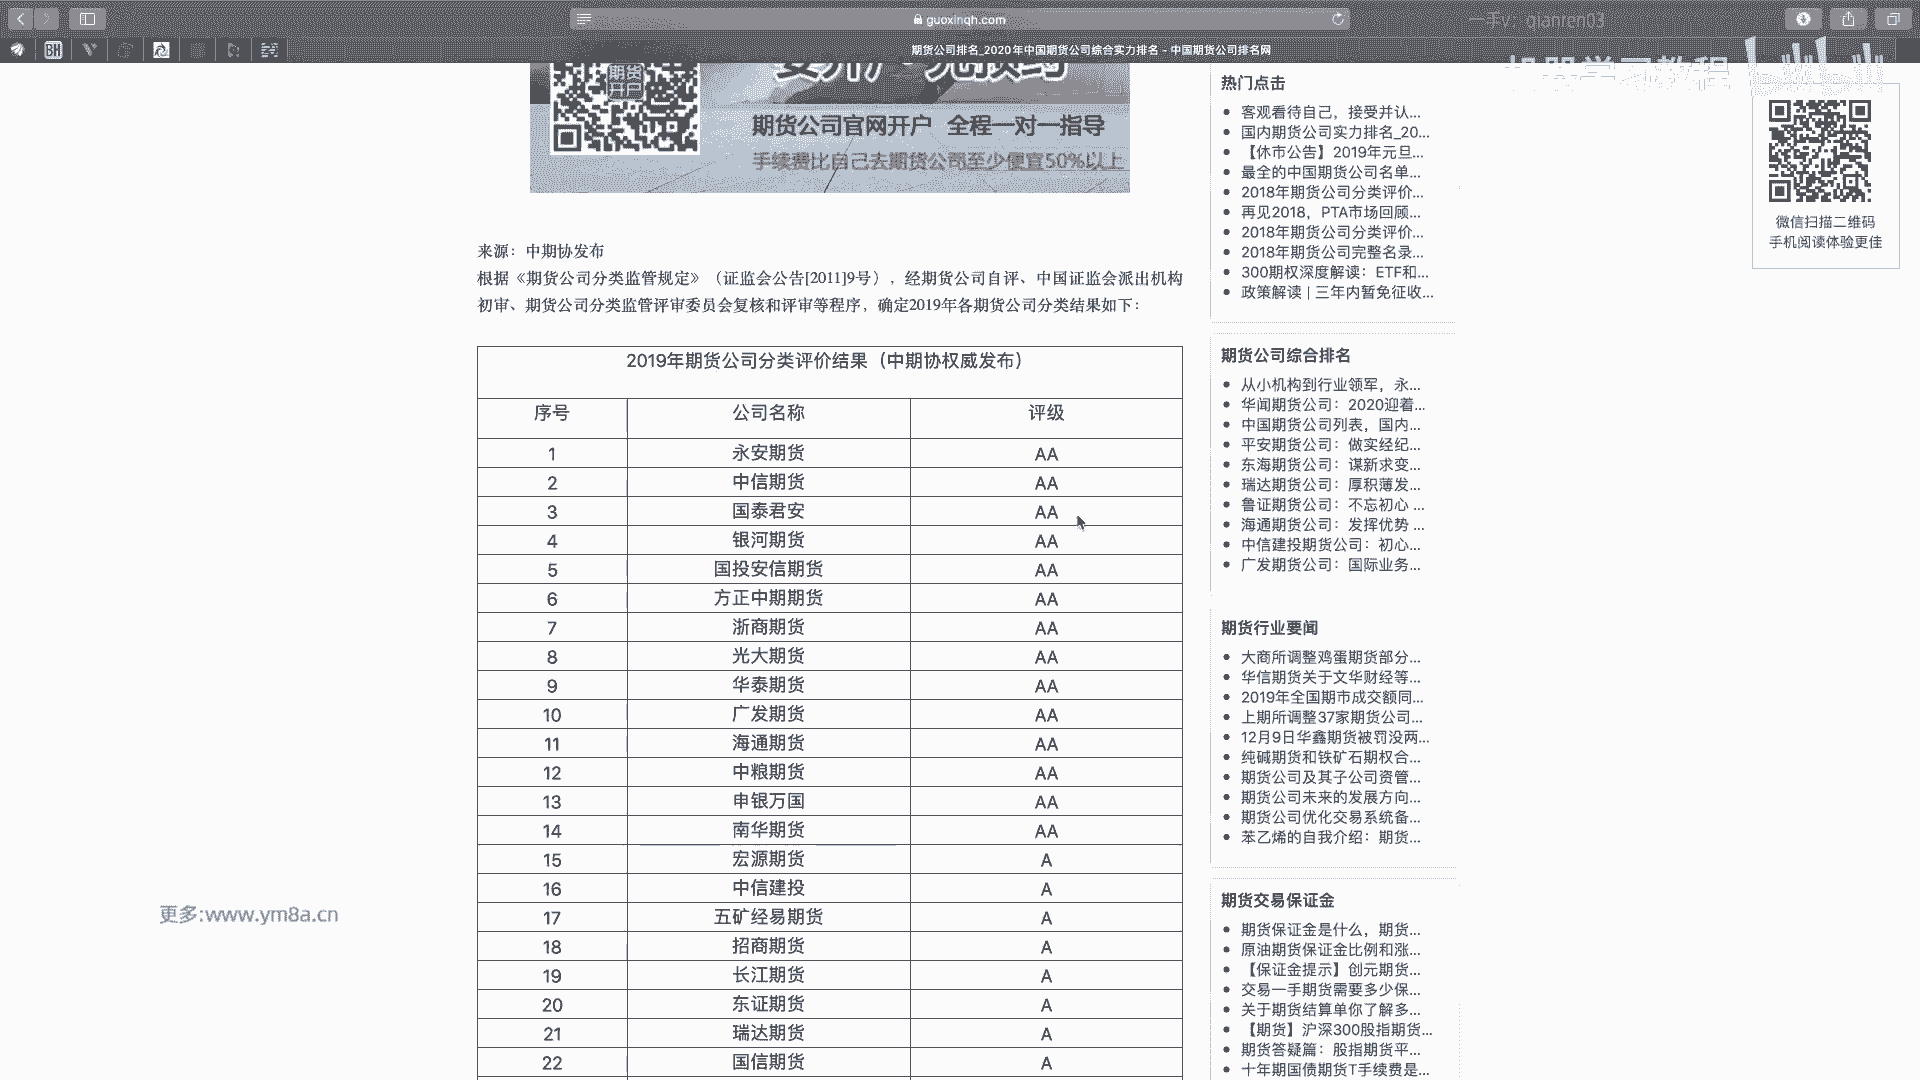 guoxinqh.com
一手v：qianren03
期货公司排名_2020年中国期货公司综合实力排名 - 中国期货公司排名网
机器学习教程
期货
开户
期货公司官网开户 全程一对一指导
手续费比自己去期货公司至少便宜50%以上
来源：中期协发布
根据《期货公司分类监管规定》（证监会公告[2011]9号），经期货公司自评、中国证监会派出机构
初审、期货公司分类监管评审委员会复核和评审等程序，确定2019年各期货公司分类结果如下：
2019年期货公司分类评价结果（中期协权威发布）
序号 公司名称 评级
1 永安期货 AA
2 中信期货 AA
3 国泰君安 AA
4 银河期货 AA
5 国投安信期货 AA
6 方正中期期货 AA
7 浙商期货 AA
8 光大期货 AA
9 华泰期货 AA
10 广发期货 AA
11 海通期货 AA
12 中粮期货 AA
13 申银万国 AA
14 南华期货 AA
15 宏源期货 A
16 中信建投 A
17 五矿经易期货 A
18 招商期货 A
19 长江期货 A
20 东证期货 A
21 瑞达期货 A
22 国信期货 A
热门点击
客观看待自己，接受并认...
国内期货公司实力排名_20...
【休市公告】2019年元旦...
最全的中国期货公司名单...
2018年期货公司分类评价...
再见2018，PTA市场回顾...
2018年期货公司分类评价...
2018年期货公司完整名录...
300期权深度解读：ETF和...
政策解读 | 三年内暂免征收...
期货公司综合排名
从小机构到行业领军，永...
华闻期货公司：2020迎着...
中国期货公司列表，国内...
平安期货公司：做实经纪...
东海期货公司：谋新求变...
瑞达期货公司：厚积薄发...
鲁证期货公司：不忘初心 ...
海通期货公司：发挥优势 ...
中信建投期货公司：初心...
广发期货公司：国际业务...
期货行业要闻
大商所调整鸡蛋期货部分...
华信期货关于文华财经等...
2019年全国期市成交额同...
上期所调整37家期货公司...
12月9日华鑫期货被罚没两...
纯碱期货和铁矿石期权合...
期货公司及其子公司资管...
期货公司未来的发展方向...
期货公司优化交易系统备...
苯乙烯的自我介绍：期货...
期货交易保证金
期货保证金是什么，期货...
原油期货保证金比例和涨...
【保证金提示】创元期货...
交易一手期货需要多少保...
关于期货结算单你了解多...
【期货】沪深300股指期货...
期货答疑篇：股指期货平...
十年期国债期货T手续费是...
微信扫描二维码
手机阅读体验更佳
更多:www.ym8a.cn